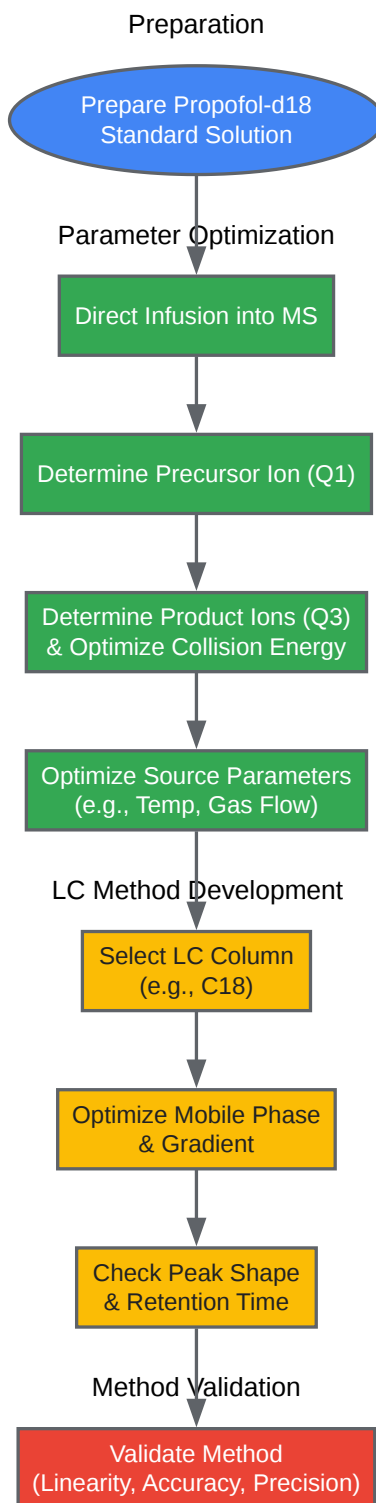 Preparation
Prepare Propofol-d18
Standard Solution
Parameter Optimization
Direct Infusion into MS
Determine Precursor Ion (Q1)
Determine Product Ions (Q3)
& Optimize Collision Energy
Optimize Source Parameters
(e.g., Temp, Gas Flow)
LC Method Development
Select LC Column
(e.g., C18)
Optimize Mobile Phase
& Gradient
Check Peak Shape
& Retention Time
Method Validation
Validate Method
(Linearity, Accuracy, Precision)